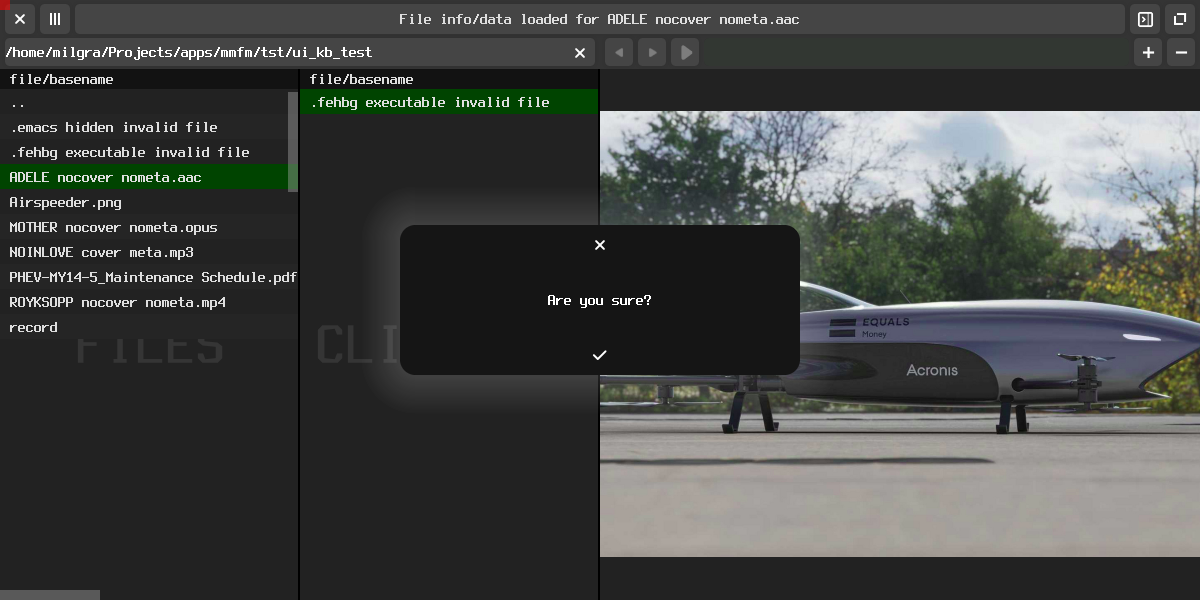 File info/data loaded for ADELE nocover nometa.aac
/home/milgra/Projects/apps/mmfm/tst/ui_kb_test
file/basename
..
.emacs hidden invalid file
.fehbg executable invalid file
ADELE nocover nometa.aac
Airspeeder.png
MOTHER nocover nometa.opus
NOINLOVE cover meta.mp3
PHEV-MY14-5_Maintenance Schedule.pdf
ROYKSOPP nocover nometa.mp4
record
FILES
file/basename
.fehbg executable invalid file
CLI
Are you sure?
EQUALS
Money
Acronis